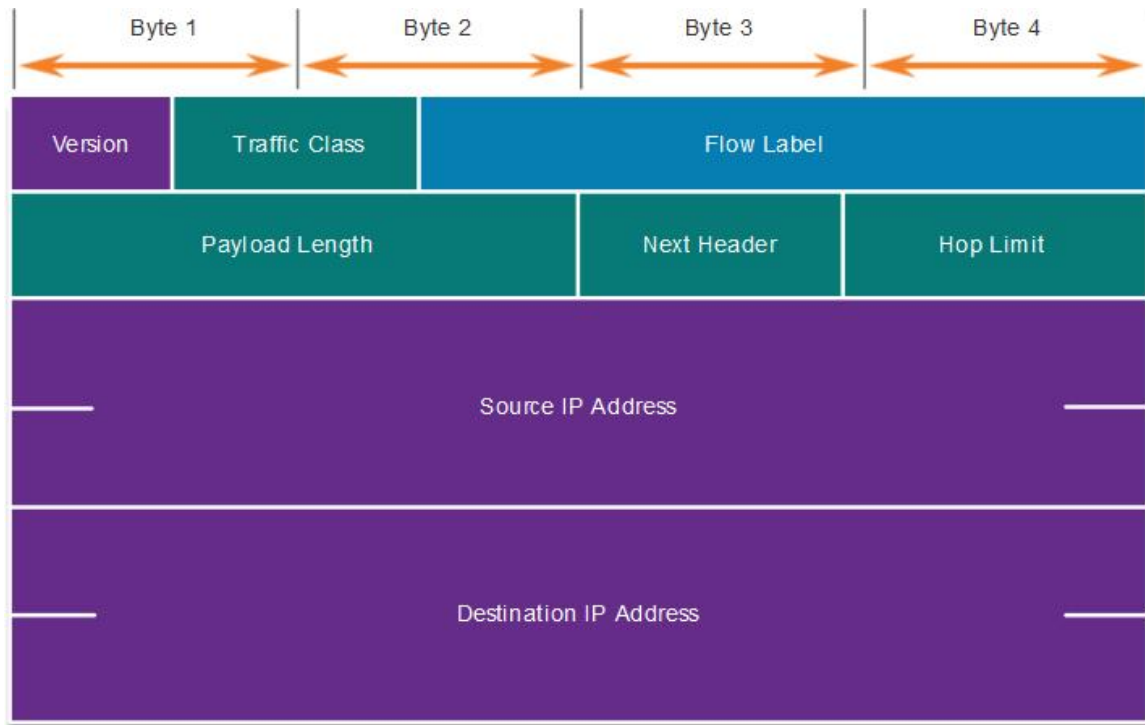 Byte 1 Byte 2 Byte 3 Byte 4
Version Traffic Class Flow Label
Payload Length Next Header Hop Limit
Source IP Address
Destination IP Address